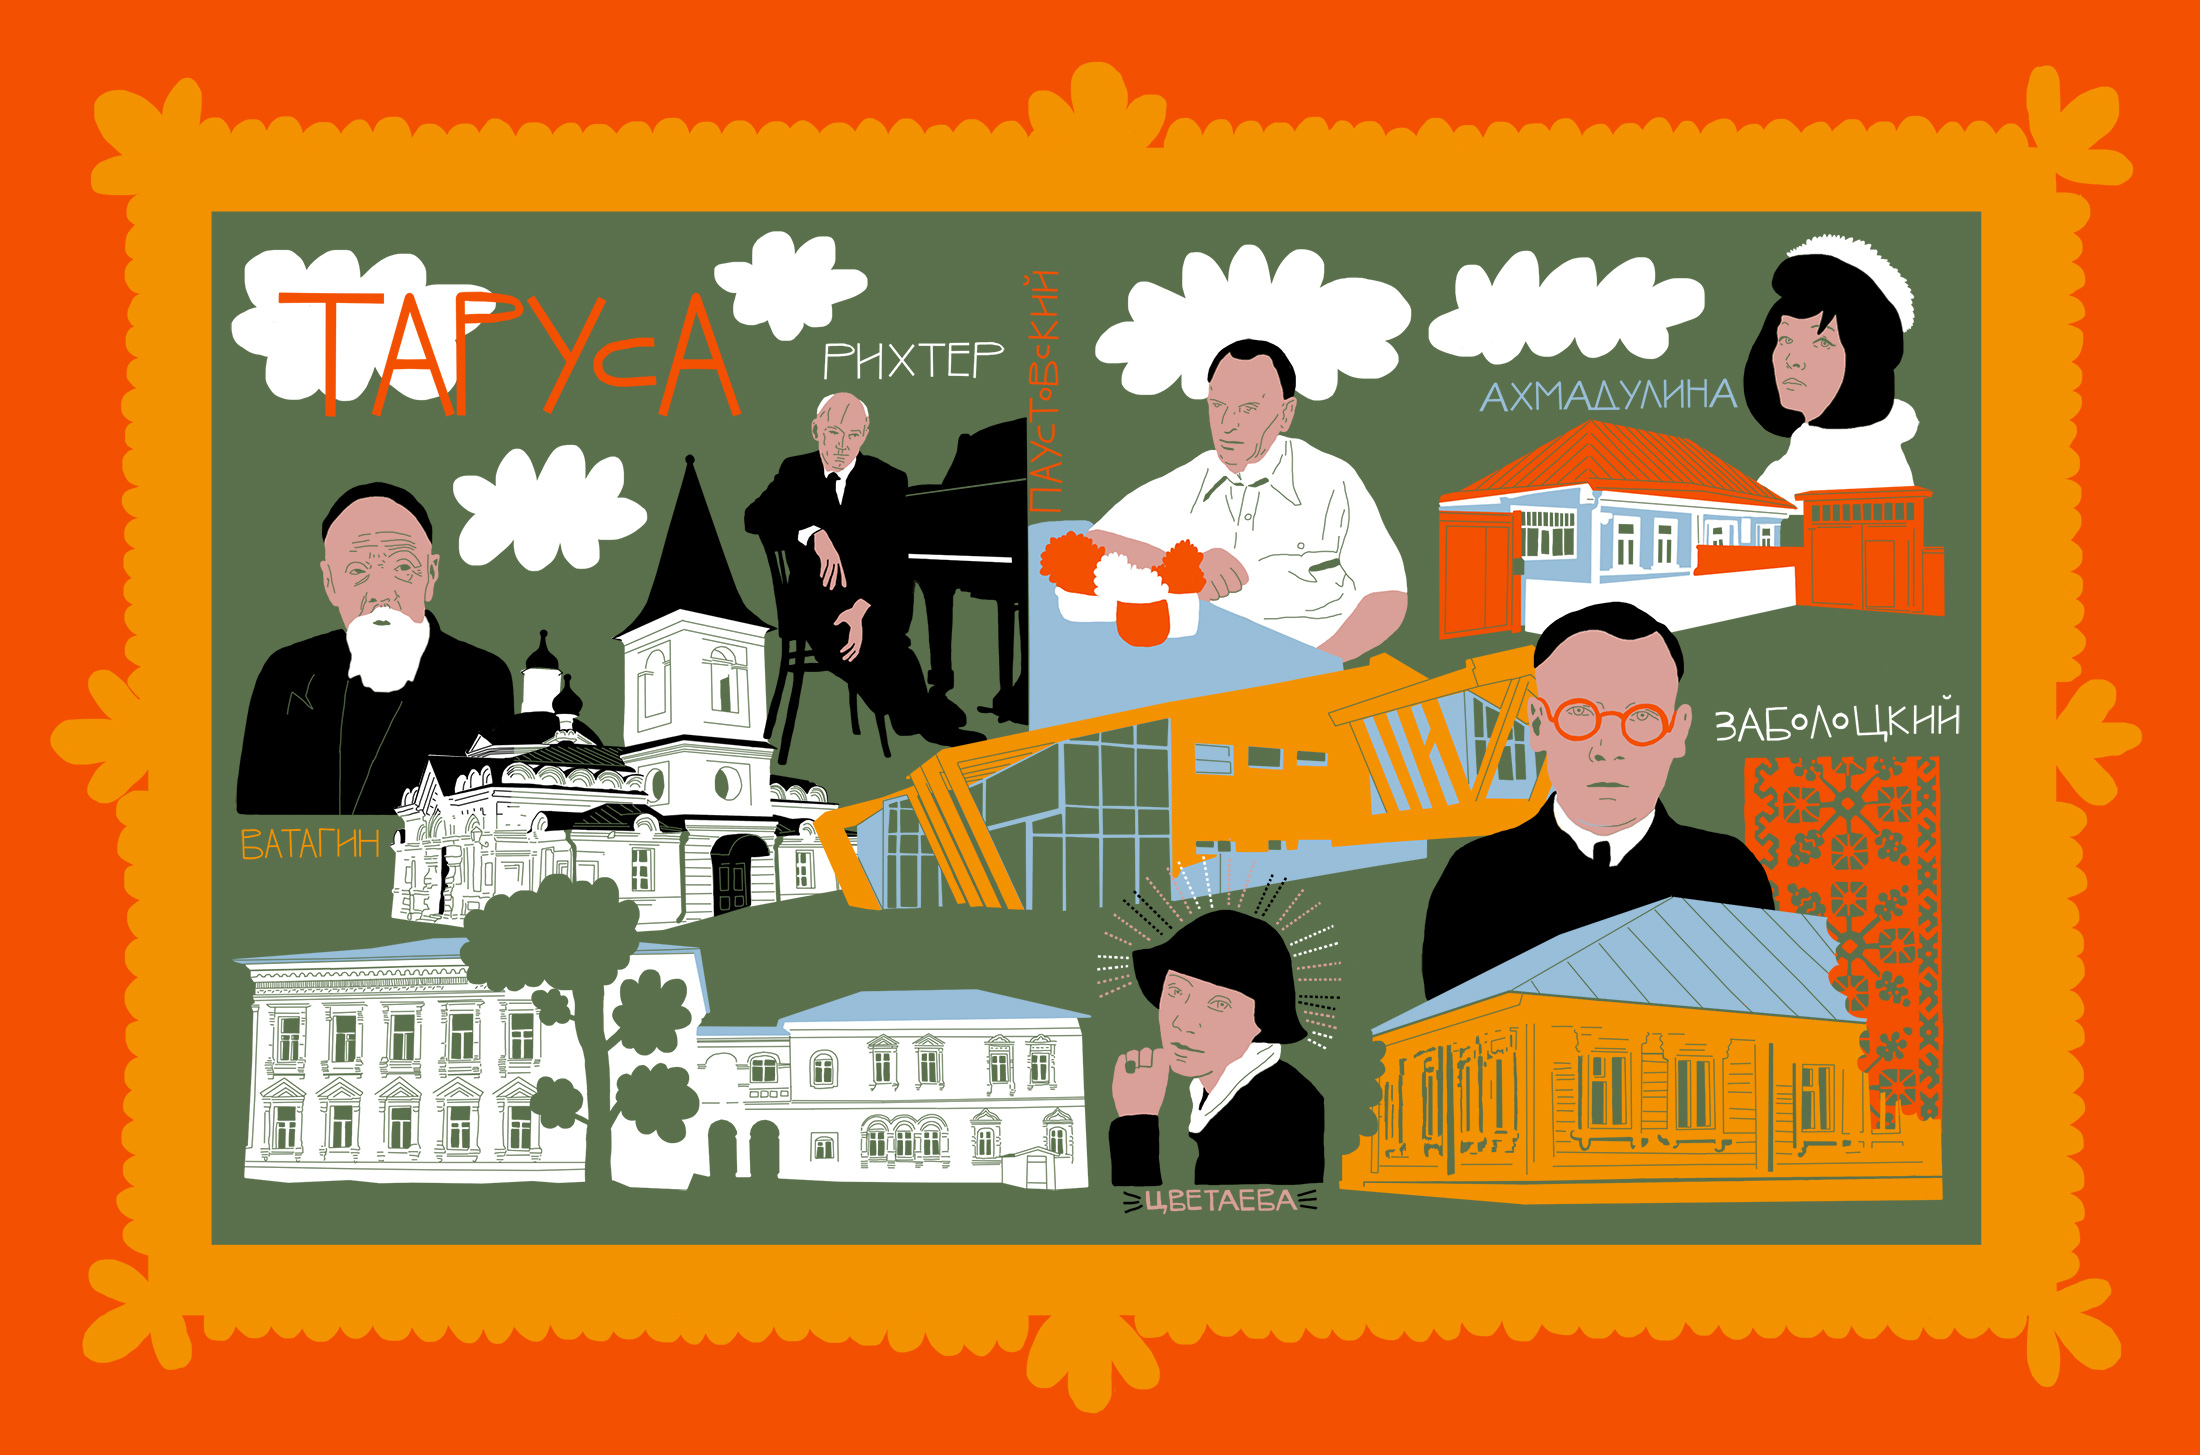 ТАРУсА
РИХТЕР
ПАУСТОВСКИЙ
АХМАДУЛИНА
ВАТАГИН
ЗАБОЛОЦКИЙ
ЦВЕТАЕВА